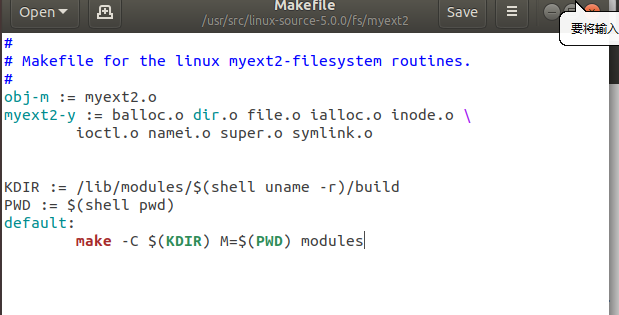 Makefile
Open
Save
/usr/src/linux-source-5.0.0/fs/myext2
要将输入
#
# Makefile for the linux myext2-filesystem routines.
#
obj-m := myext2.o
myext2-y := balloc.o dir.o file.o ialloc.o inode.o \
        ioctl.o namei.o super.o symlink.o
KDIR := /lib/modules/$(shell uname -r)/build
PWD := $(shell pwd)
default:
        make -C $(KDIR) M=$(PWD) modules